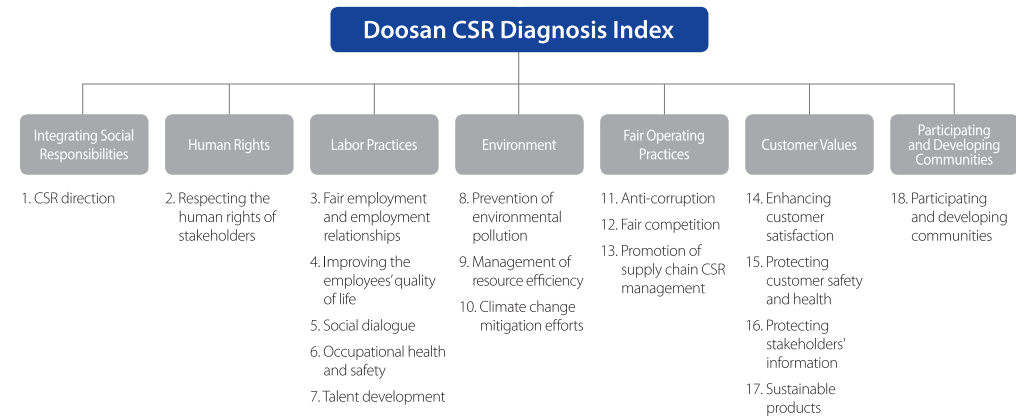 Doosan CSR Diagnosis Index
Integrating Social
Responsibilities
1. CSR direction
Human Rights
2. Respecting the
human rights of
stakeholders
Labor Practices
3. Fair employment
and employment
relationships
4. Improving the
employees' quality
of life
5. Social dialogue
6. Occupational health
and safety
7. Talent development
Environment
8. Prevention of
environmental
pollution
9. Management of
resource efficiency
10. Climate change
mitigation efforts
Fair Operating
Practices
11. Anti-corruption
12. Fair competition
13. Promotion of
supply chain CSR
management
Customer Values
14. Enhancing
customer
satisfaction
15. Protecting
customer safety
and health
16. Protecting
stakeholders'
information
17. Sustainable
products
Participating
and Developing
Communities
18. Participating
and developing
communities